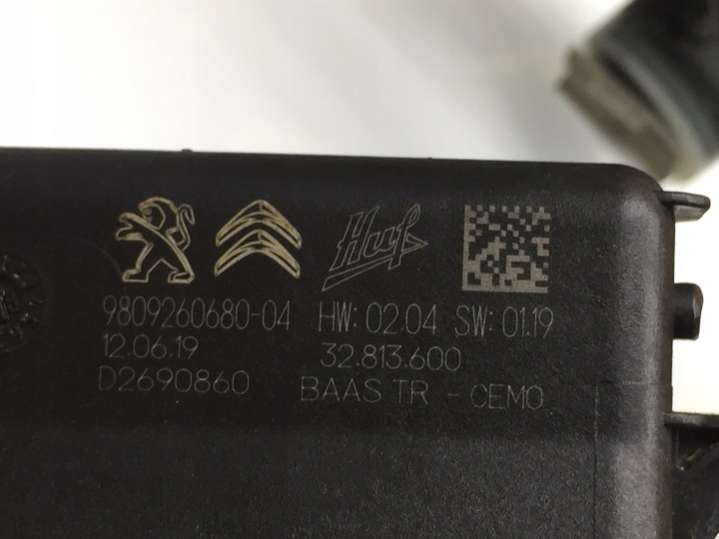 Huf
9809260680-04 HW: 02.04 SW: 01.19
12.06.19 32.813.600
D2690860 BAAS TR - CEMO